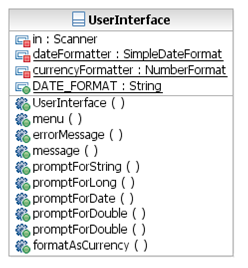 UserInterface
in : Scanner
dateFormatter : SimpleDateFormat
currencyFormatter : NumberFormat
DATE_FORMAT : String
UserInterface ( )
menu ( )
errorMessage ( )
message ( )
promptForString ( )
promptForLong ( )
promptForDate ( )
promptForDouble ( )
promptForDouble ( )
formatAsCurrency ( )